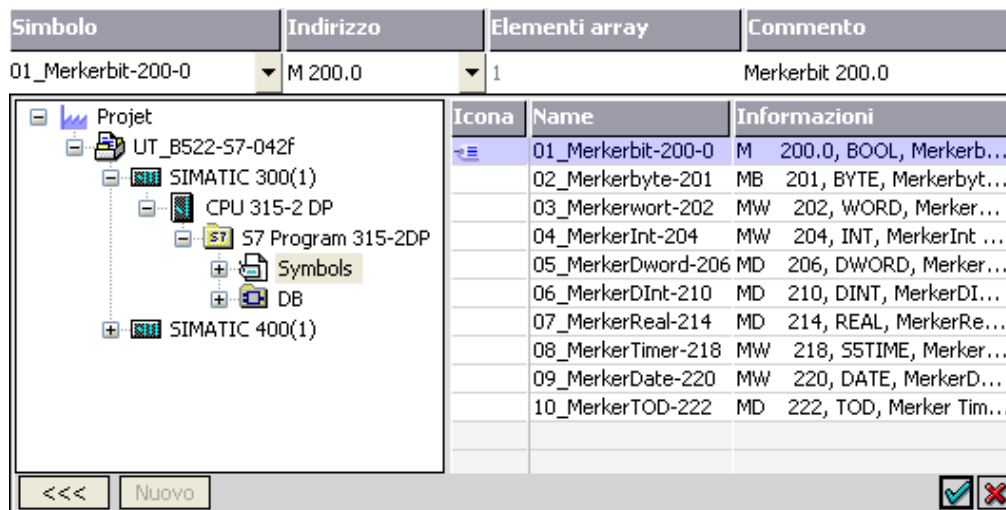 Simbolo Indirizzo Elementi array Commento
01_Merkerbit-200-0 M 200.0 1 Merkerbit 200.0
Projet
UT_B522-S7-042f
SIMATIC 300(1)
CPU 315-2 DP
S7 Program 315-2DP
Symbols
DB
SIMATIC 400(1)
Icona Name Informazioni
01_Merkerbit-200-0 M 200.0, BOOL, Merkerb...
02_Merkerbyte-201 MB 201, BYTE, Merkerbyt...
03_Merkerwort-202 MW 202, WORD, Merker...
04_MerkerInt-204 MW 204, INT, MerkerInt ...
05_MerkerDword-206 MD 206, DWORD, Merker...
06_MerkerDInt-210 MD 210, DINT, MerkerDI...
07_MerkerReal-214 MD 214, REAL, MerkerRe...
08_MerkerTimer-218 MW 218, S5TIME, Merker...
09_MerkerDate-220 MW 220, DATE, MerkerD...
10_MerkerTOD-222 MD 222, TOD, Merker Tim...
<<< Nuovo